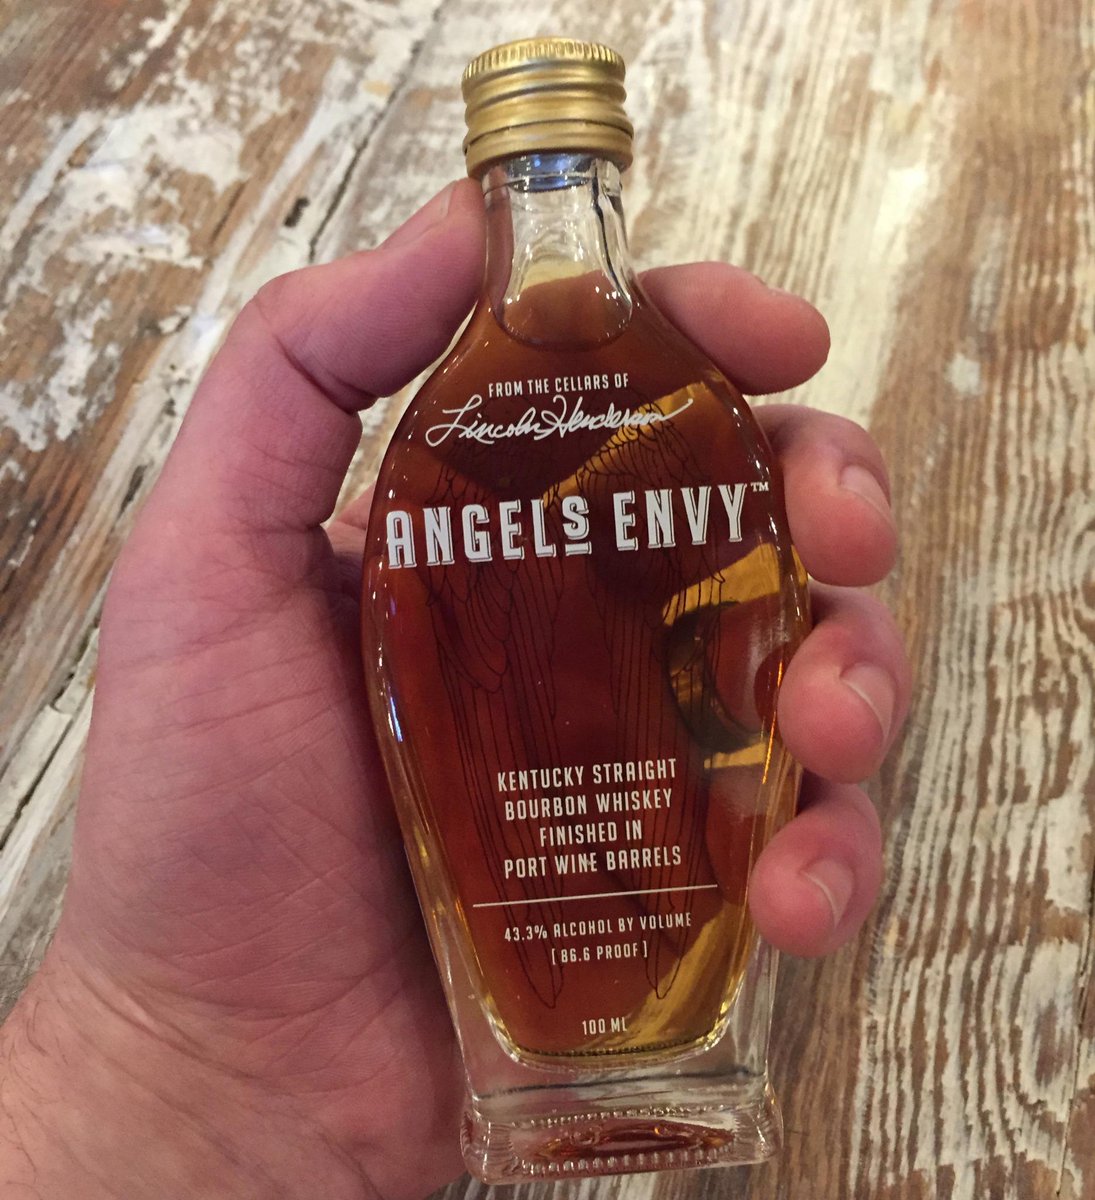 FROM THE CELLARS OF
Lincoln Henderson
ANGELS ENVY™
KENTUCKY STRAIGHT
BOURBON WHISKEY
FINISHED IN
PORT WINE BARRELS
43.3% ALCOHOL BY VOLUME
[ 86.6 PROOF ]
100 ML